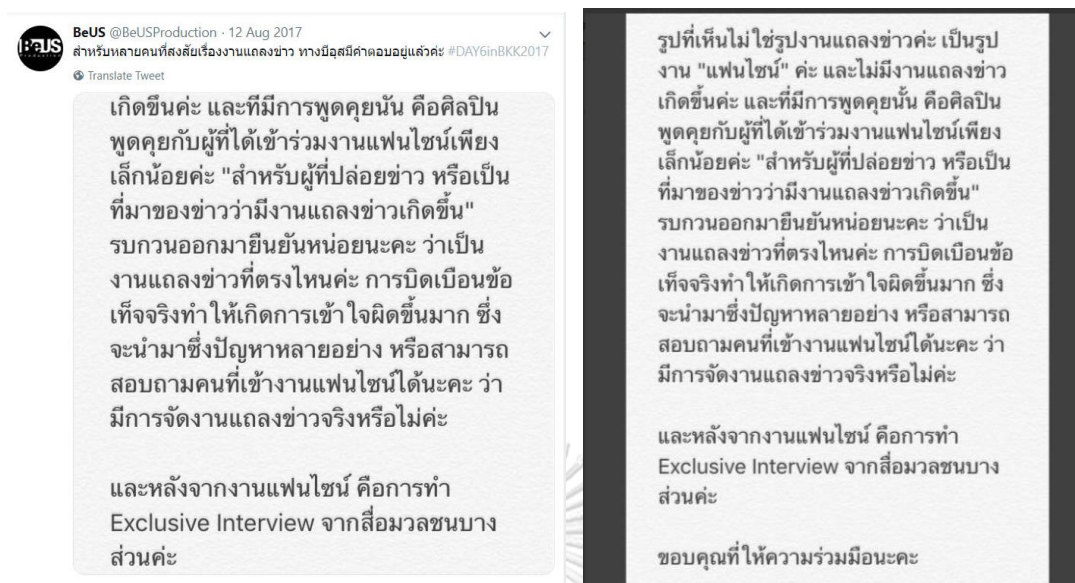 BeUS @BeUSProduction · 12 Aug 2017
สำหรับหลายคนที่สงสัยเรื่องงานแถลงข่าว ทางบีอุสมีคำตอบอยู่แล้วค่ะ #DAY6inBKK2017
Translate Tweet
BeUS
Production
เกิดขึ้นค่ะ และที่มีการพูดคุยนั้น คือศิลปิน
พูดคุยกับผู้ที่ได้เข้าร่วมงานแฟนไซน์เพียง
เล็กน้อยค่ะ "สำหรับผู้ที่ปล่อยข่าว หรือเป็น
ที่มาของข่าวว่ามีงานแถลงข่าวเกิดขึ้น"
รบกวนออกมายืนยันหน่อยนะคะ ว่าเป็น
งานแถลงข่าวที่ตรงไหนค่ะ การบิดเบือนข้อ
เท็จจริงทำให้เกิดการเข้าใจผิดขึ้นมาก ซึ่ง
จะนำมาซึ่งปัญหาหลายอย่าง หรือสามารถ
สอบถามคนที่เข้างานแฟนไซน์ได้นะคะ ว่า
มีการจัดงานแถลงข่าวจริงหรือไม่ค่ะ
และหลังจากงานแฟนไซน์ คือการทำ
Exclusive Interview จากสื่อมวลชนบาง
ส่วนค่ะ
รูปที่เห็นไม่ใช่รูปงานแถลงข่าวค่ะ เป็นรูป
งาน "แฟนไซน์" ค่ะ และไม่มีงานแถลงข่าว
เกิดขึ้นค่ะ และที่มีการพูดคุยนั้น คือศิลปิน
พูดคุยกับผู้ที่ได้เข้าร่วมงานแฟนไซน์เพียง
เล็กน้อยค่ะ "สำหรับผู้ที่ปล่อยข่าว หรือเป็น
ที่มาของข่าวว่ามีงานแถลงข่าวเกิดขึ้น"
รบกวนออกมายืนยันหน่อยนะคะ ว่าเป็น
งานแถลงข่าวที่ตรงไหนค่ะ การบิดเบือนข้อ
เท็จจริงทำให้เกิดการเข้าใจผิดขึ้นมาก ซึ่ง
จะนำมาซึ่งปัญหาหลายอย่าง หรือสามารถ
สอบถามคนที่เข้างานแฟนไซน์ได้นะคะ ว่า
มีการจัดงานแถลงข่าวจริงหรือไม่ค่ะ
และหลังจากงานแฟนไซน์ คือการทำ
Exclusive Interview จากสื่อมวลชนบาง
ส่วนค่ะ
ขอบคุณที่ให้ความร่วมมือนะคะ